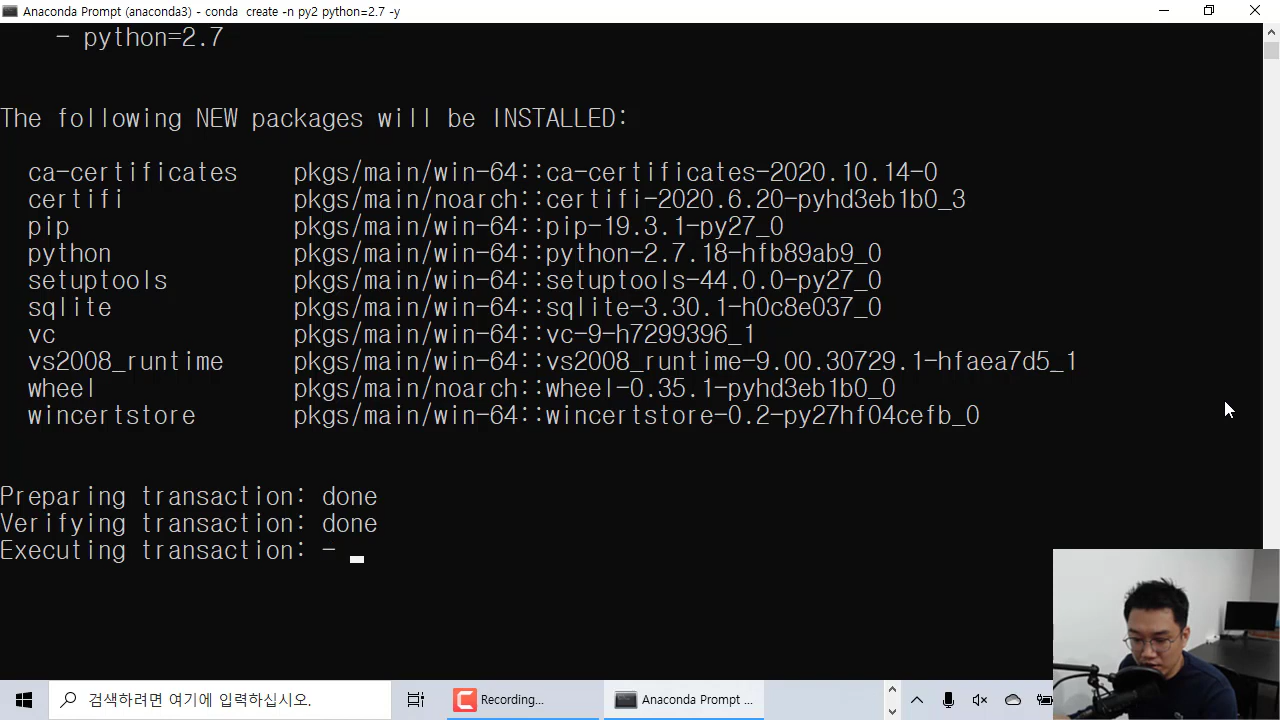 Anaconda Prompt (anaconda3) - conda  create -n py2 python=2.7 -y
- python=2.7
The following NEW packages will be INSTALLED:
ca-certificates pkgs/main/win-64::ca-certificates-2020.10.14-0
certifi pkgs/main/noarch::certifi-2020.6.20-pyhd3eb1b0_3
pip pkgs/main/win-64::pip-19.3.1-py27_0
python pkgs/main/win-64::python-2.7.18-hfb89ab9_0
setuptools pkgs/main/win-64::setuptools-44.0.0-py27_0
sqlite pkgs/main/win-64::sqlite-3.30.1-h0c8e037_0
vc pkgs/main/win-64::vc-9-h7299396_1
vs2008_runtime pkgs/main/win-64::vs2008_runtime-9.00.30729.1-hfaea7d5_1
wheel pkgs/main/noarch::wheel-0.35.1-pyhd3eb1b0_0
wincertstore pkgs/main/win-64::wincertstore-0.2-py27hf04cefb_0
Preparing transaction: done
Verifying transaction: done
Executing transaction: -
검색하려면 여기에 입력하십시오.
Recording...
Anaconda Prompt ...